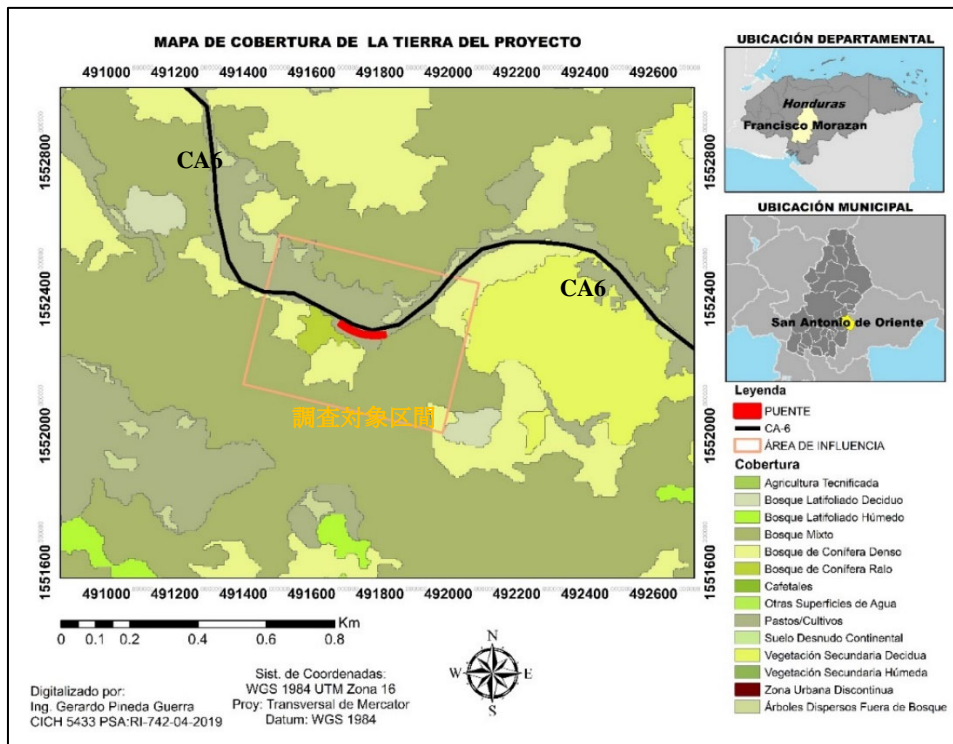 MAPA DE COBERTURA DE LA TIERRA DEL PROYECTO
491000 491200 491400 491600 491800 492000 492200 492400 492600
1552800
1552400
1552000
1551600
1552800
1552400
1552000
1551600
CA6
CA6
調査対象区間
491000 491200 491400 491600 491800 492000 492200 492400 492600
0 0.1 0.2 0.4 0.6 0.8
Km
N
W E
S
Digitalizado por:
Ing. Gerardo Pineda Guerra
CICH 5433 PSA:RI-742-04-2019
Sist. de Coordenadas:
WGS 1984 UTM Zona 16
Proy: Transversal de Mercator
Datum: WGS 1984
UBICACIÓN DEPARTAMENTAL
Honduras
Francisco Morazan
UBICACIÓN MUNICIPAL
San Antonio de Oriente
Leyenda
PUENTE
CA-6
ÁREA DE INFLUENCIA
Cobertura
Agricultura Tecnificada
Bosque Latifoliado Deciduo
Bosque Latifoliado Húmedo
Bosque Mixto
Bosque de Conífera Denso
Bosque de Conífera Ralo
Cafetales
Otras Superficies de Agua
Pastos/Cultivos
Suelo Desnudo Continental
Vegetación Secundaria Decidua
Vegetación Secundaria Húmeda
Zona Urbana Discontinua
Árboles Dispersos Fuera de Bosque